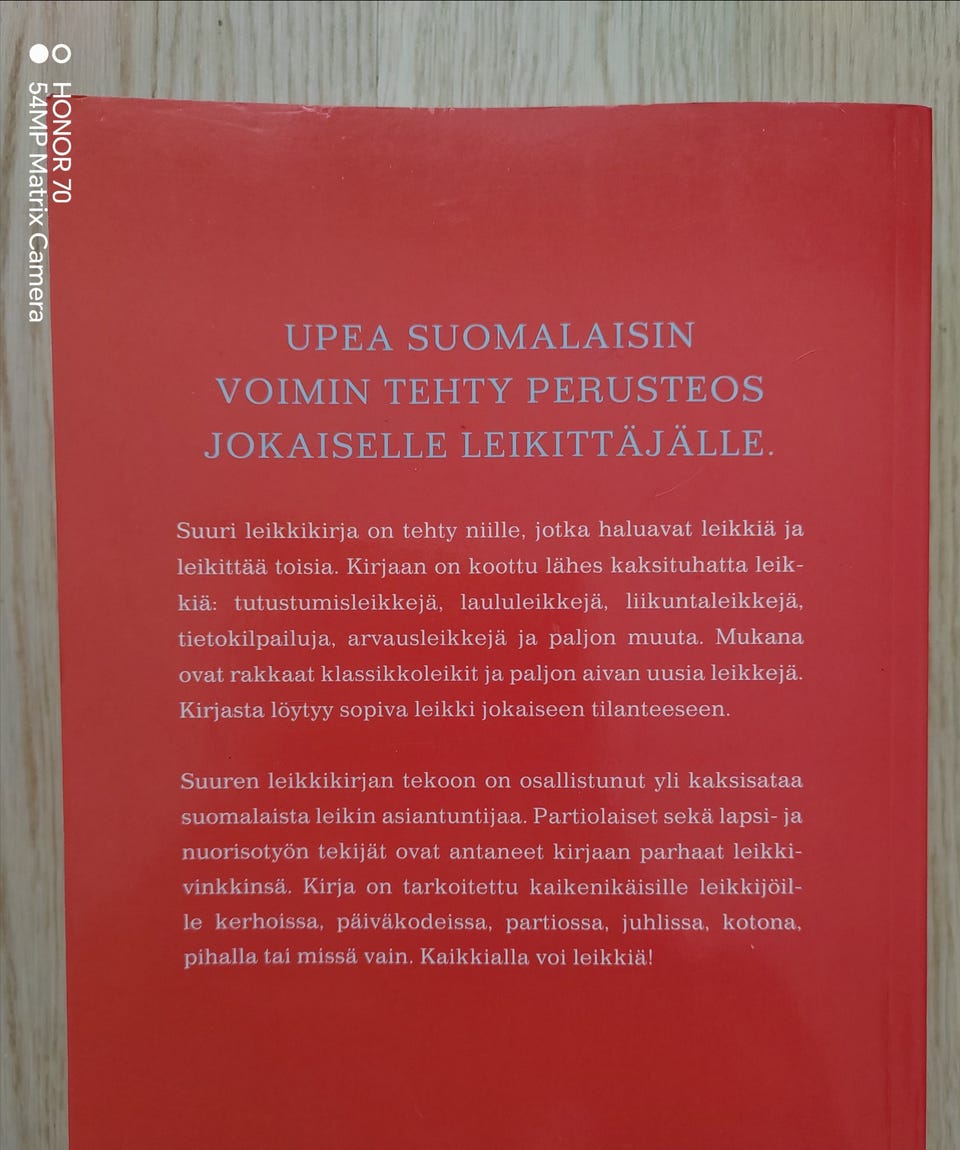 HONOR 70
54MP Matrix Camera
UPEA SUOMALAISIN
VOIMIN TEHTY PERUSTEOS
JOKAISELLE LEIKITTÄJÄLLE.
Suuri leikkikirja on tehty niille, jotka haluavat leikkiä ja
leikittää toisia. Kirjaan on koottu lähes kaksituhatta leik-
kiä: tutustumisleikkejä, laululeikkejä, liikuntaleikkejä,
tietokilpailuja, arvausleikkejä ja paljon muuta. Mukana
ovat rakkaat klassikkoleikit ja paljon aivan uusia leikkejä.
Kirjasta löytyy sopiva leikki jokaiseen tilanteeseen.
Suuren leikkikirjan tekoon on osallistunut yli kaksisataa
suomalaista leikin asiantuntijaa. Partiolaiset sekä lapsi- ja
nuorisotyön tekijät ovat antaneet kirjaan parhaat leikki-
vinkkinsä. Kirja on tarkoitettu kaikenikäisille leikkijöil-
le kerhoissa, päiväkodeissa, partiossa, juhlissa, kotona,
pihalla tai missä vain. Kaikkialla voi leikkiä!